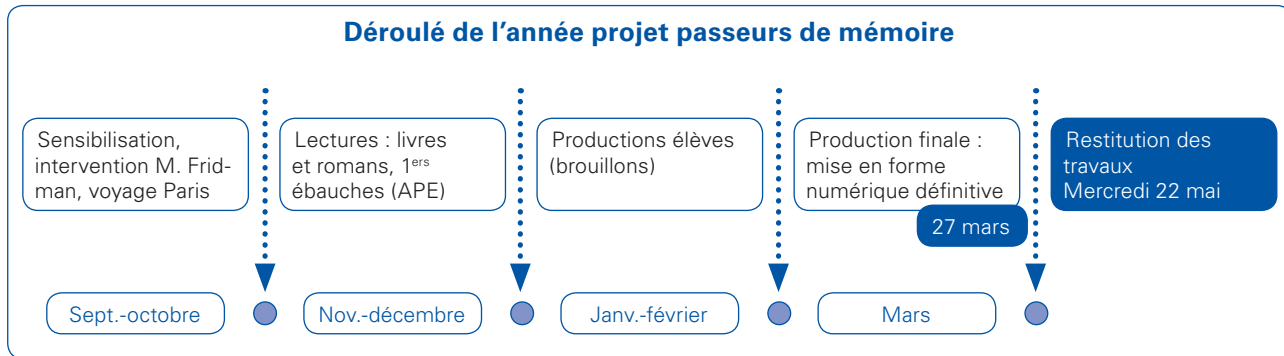 Déroulé de l'année projet passeurs de mémoire
Sensibilisation,
intervention M. Frid-
man, voyage Paris
Lectures : livres
et romans, 1ers
ébauches (APE)
Productions élèves
(brouillons)
Production finale :
mise en forme
numérique définitive
27 mars
Restitution des
travaux
Mercredi 22 mai
Sept.-octobre
Nov.-décembre
Janv.-février
Mars